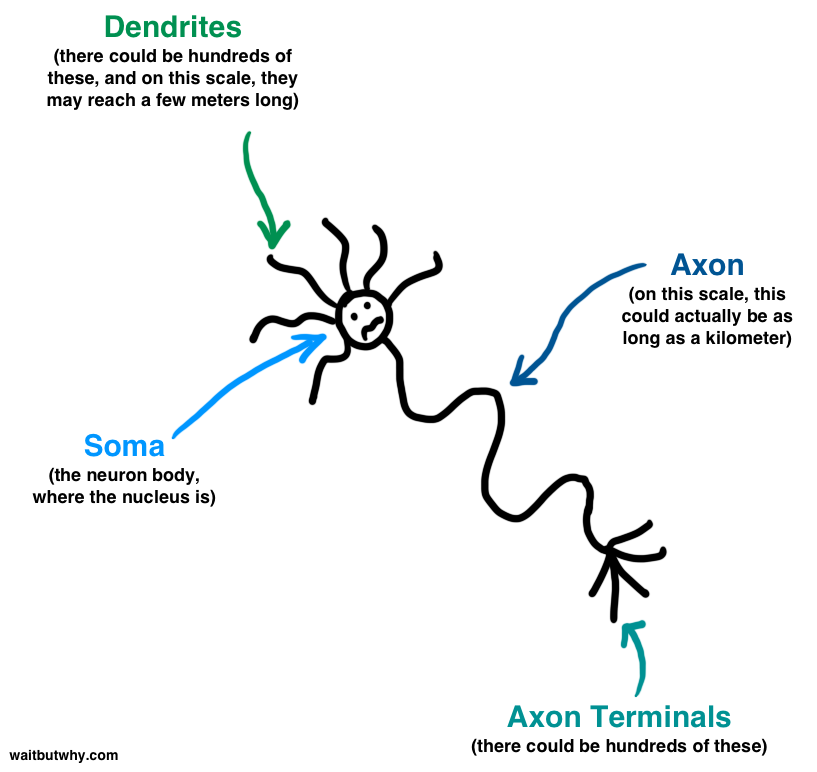 Dendrites
(there could be hundreds of
these, and on this scale, they
may reach a few meters long)
Axon
(on this scale, this
could actually be as
long as a kilometer)
Soma
(the neuron body,
where the nucleus is)
Axon Terminals
(there could be hundreds of these)
waitbutwhy.com